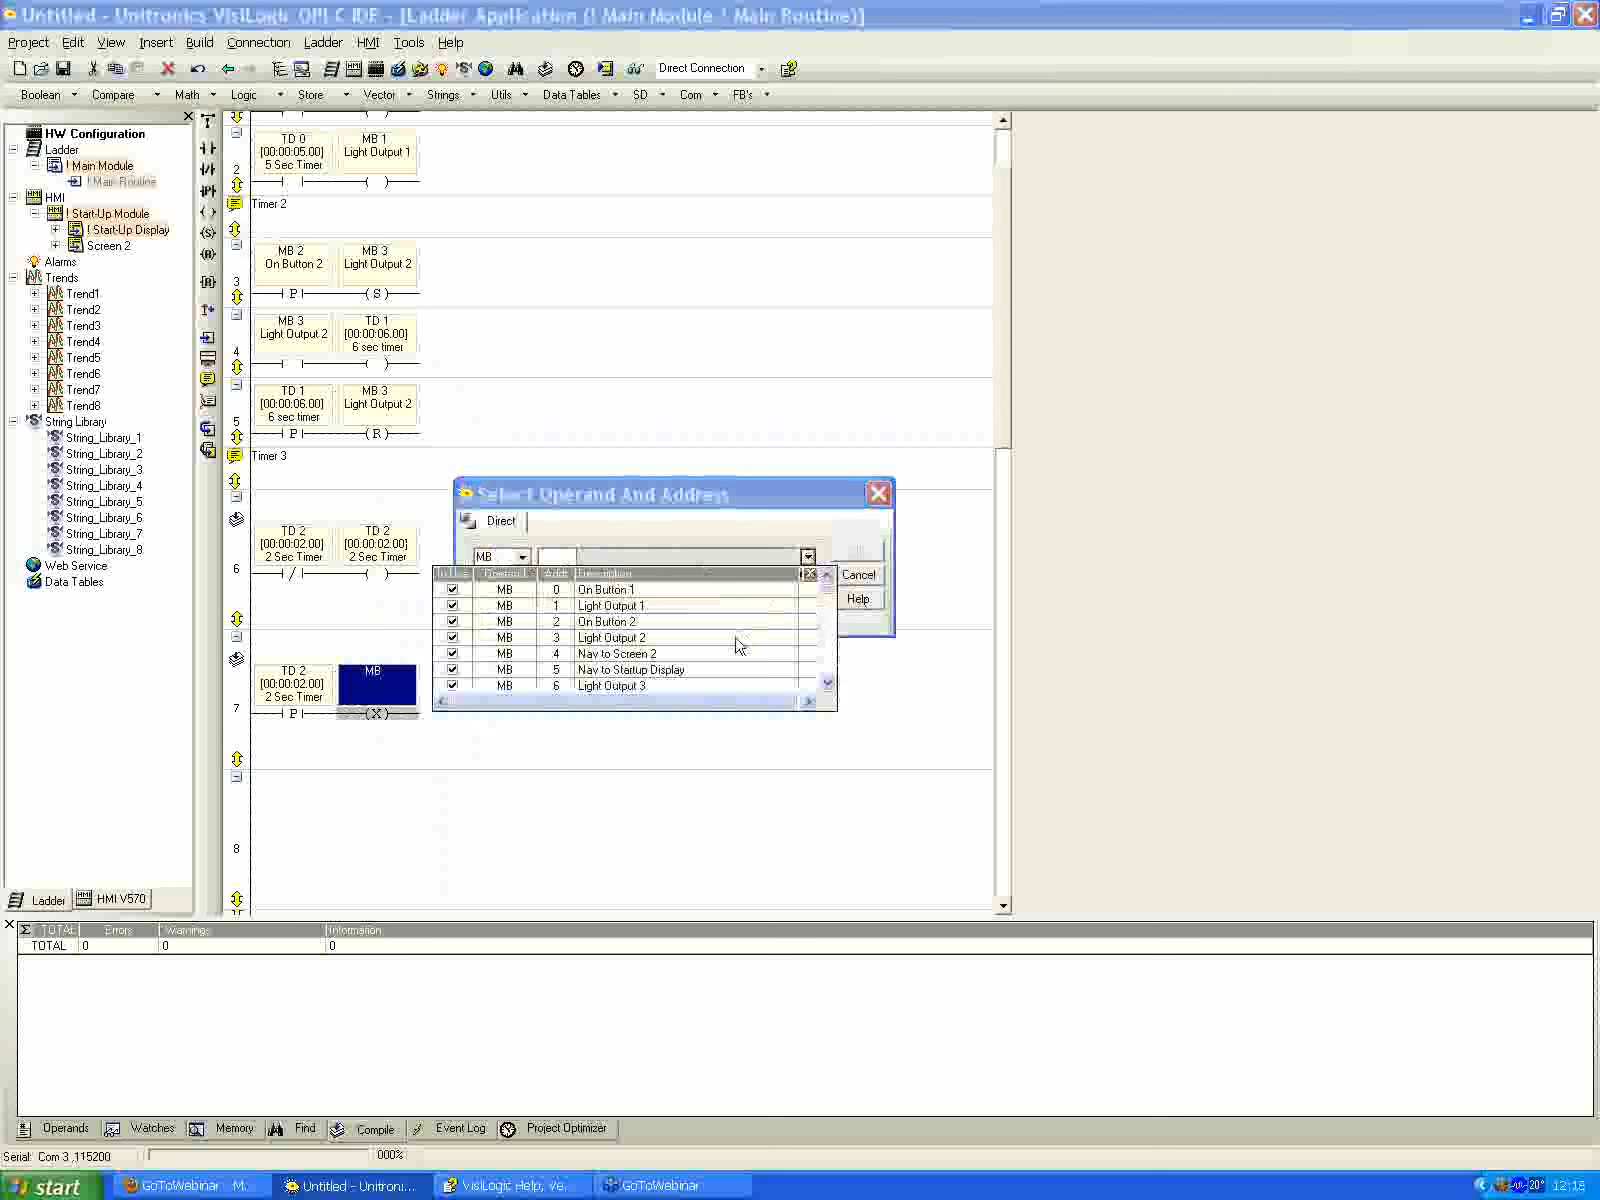 Untitled - Unitronics VisiLogic OPLC IDE - [Ladder Application (! Main Module ! Main Routine)]
Project Edit View Insert Build Connection Ladder HMI Tools Help
Direct Connection
Boolean Compare Math Logic Store Vector Strings Utils Data Tables SD Com FB's
HW Configuration
Ladder
! Main Module
! Main Routine
HMI
! Start-Up Module
! Start-Up Display
Screen 2
Alarms
Trends
Trend1
Trend2
Trend3
Trend4
Trend5
Trend6
Trend7
Trend8
String Library
String_Library_1
String_Library_2
String_Library_3
String_Library_4
String_Library_5
String_Library_6
String_Library_7
String_Library_8
Web Service
Data Tables
Ladder HMI V570
TD 0 MB 1
[00:00:05.00] Light Output 1
5 Sec Timer
2
Timer 2
MB 2 MB 3
On Button 2 Light Output 2
3
P S
MB 3 TD 1
Light Output 2 [00:00:06.00]
6 sec timer
4
TD 1 MB 3
[00:00:06.00] Light Output 2
6 sec timer
5
P R
Timer 3
TD 2 TD 2
[00:00:02.00] [00:00:02.00]
2 Sec Timer 2 Sec Timer
6
TD 2 MB
[00:00:02.00]
2 Sec Timer
7
P X
8
Select Operand And Address
Direct
MB
Cancel
Help
In Use Operand Addr Description
MB 0 On Button 1
MB 1 Light Output 1
MB 2 On Button 2
MB 3 Light Output 2
MB 4 Nav to Screen 2
MB 5 Nav to Startup Display
MB 6 Light Output 3
Σ TOTAL Errors Warnings Information
TOTAL 0 0 0
Operands Watches Memory Find Compile Event Log Project Optimizer
Serial: Com 3 ,115200 000%
start GoToWebinar - M... Untitled - Unitroni... VisiLogic Help, Ve... GoToWebinar 20° 12:18